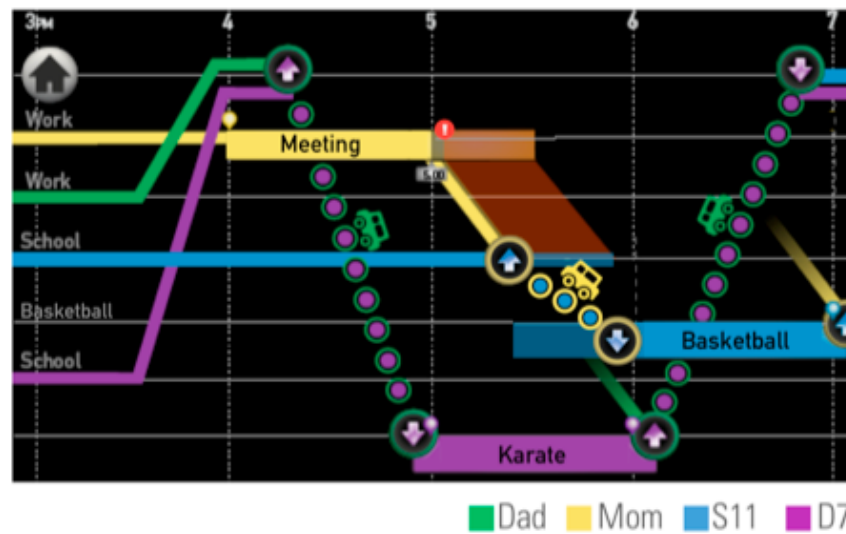 3PM 4 5 6 7
Work
Meeting
!
Work
5:00
School
Basketball
Basketball
School
Karate
Dad Mom S11 D7